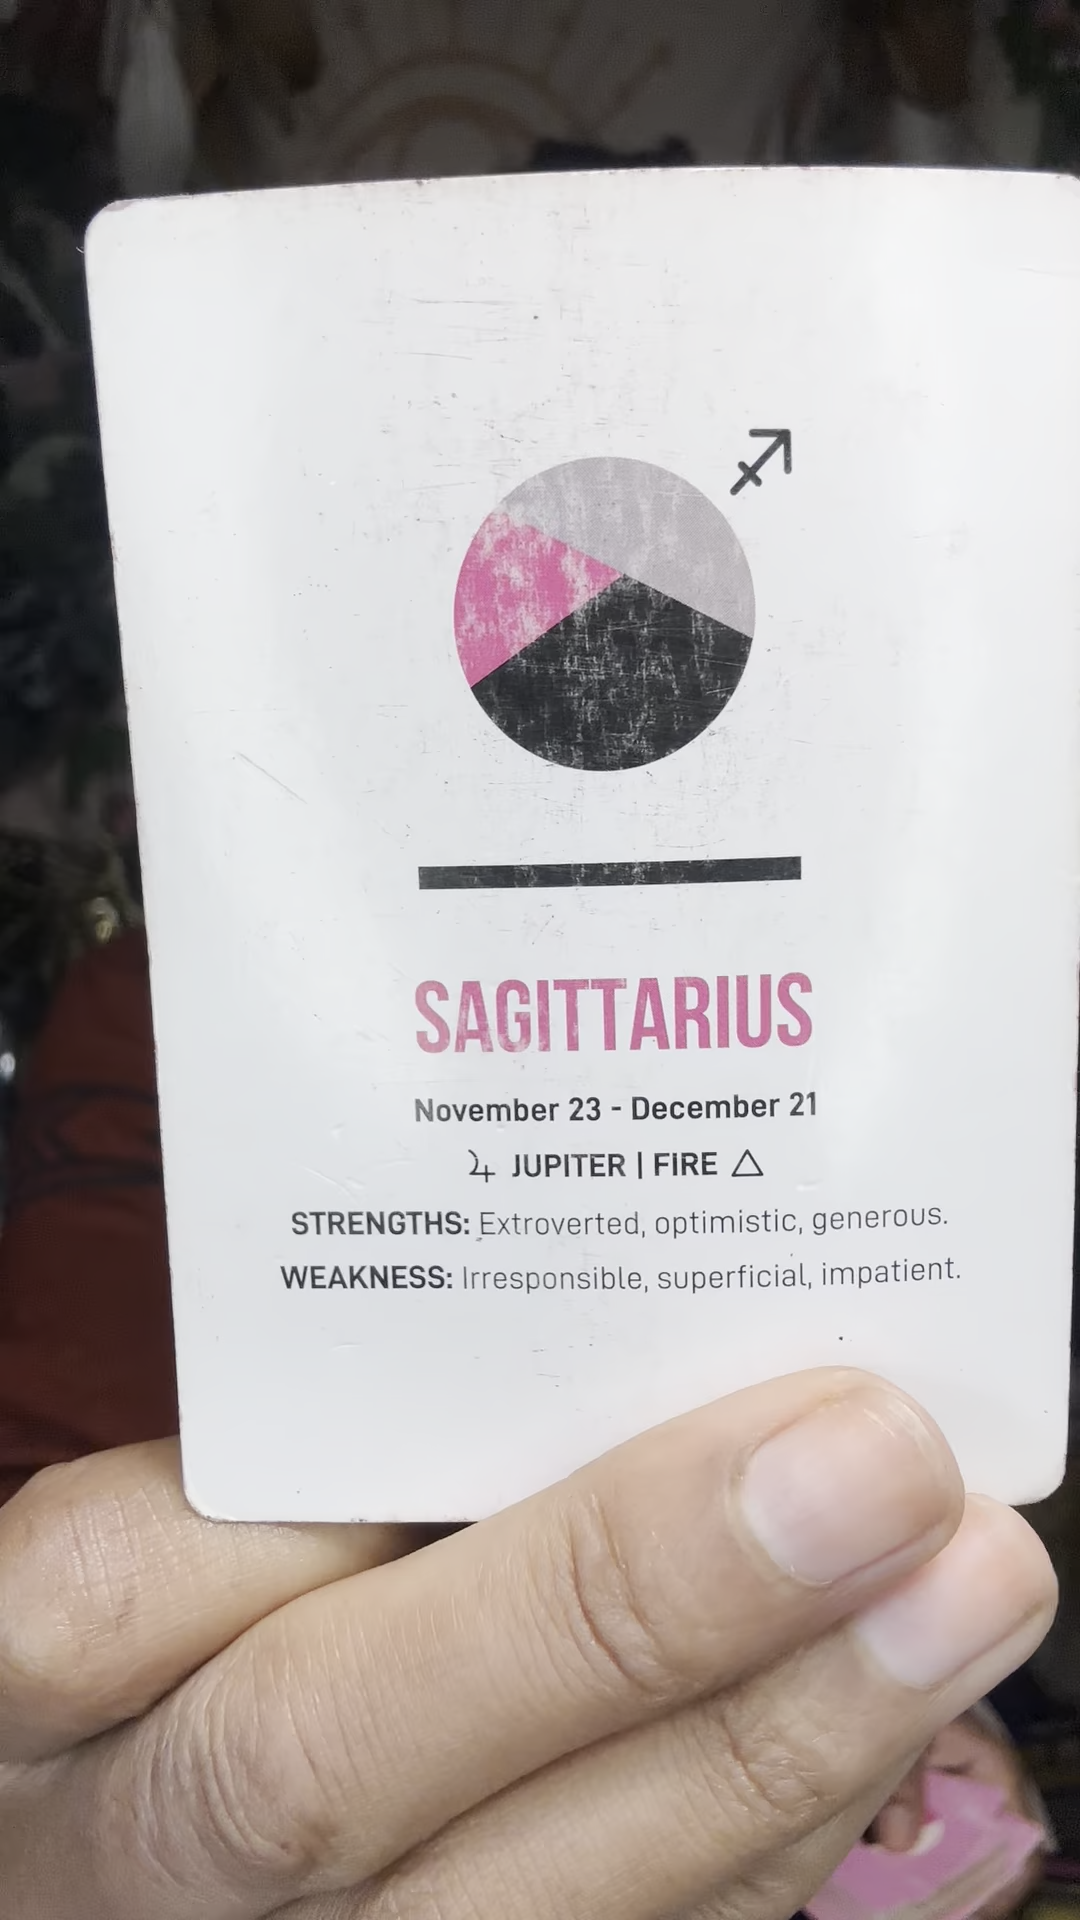 SAGITTARIUS
November 23 - December 21
♃ JUPITER | FIRE △
STRENGTHS: Extroverted, optimistic, generous.
WEAKNESS: Irresponsible, superficial, impatient.